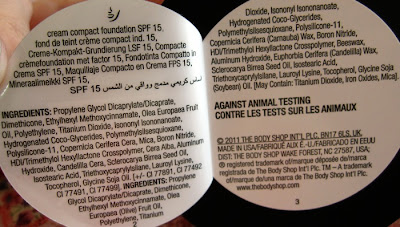 cream compact foundation SPF 15,
fond de teint crème compact ind. 15,
Creme-Kompakt-Grundierung LSF 15, Compacte
crèmefoundation met factor 15, Fondotinta Compatto in
Crema SPF 15, Maquillaje Compacto en Crema FPS 15,
Mineraalimeikki SPF 15,
أساس كريمي مدمج وواقي من الشمس
SPF 15
INGREDIENTS: Propylene Glycol Dicaprylate/Dicaprate,
Dimethicone, Ethylhexyl Methoxycinnamate, Olea Europaea Fruit
Oil, Polyethylene, Titanium Dioxide, Isononyl Isononanoate,
Hydrogenated Coco-Glycerides, Polymethylsilsesquioxane,
Polysilicone-11, Copernicia Cerifera Cera, Mica, Boron Nitride,
HDI/Trimethylol Hexyllactone Crosspolymer, Cera Alba, Aluminum
Hydroxide, Candelilla Cera, Sclerocarya Birrea Seed Oil,
Isostearic Acid, Triethoxycaprylylsilane, Lauroyl Lysine,
Tocopherol, Glycine Soja Oil. [+/- CI 77891, CI 77492
CI 77491, CI 77499]. INGREDIENTS: Propylene
Glycol Dicaprylate/Dicaprate, Dimethicone,
Ethylhexyl Methoxycinnamate, Olea
Europaea (Olive) Fruit Oil,
Polyethylene, Titanium
2
Dioxide, Isononyl Isononanoate,
Hydrogenated Coco-Glycerides,
Polymethylsilsesquioxane, Polysilicone-11,
Copernicia Cerifera (Carnauba) Wax, Boron Nitride,
HDI/Trimethylol Hexyllactone Crosspolymer, Beeswax,
Aluminum Hydroxide, Euphorbia Cerifera (Candelilla) Wax,
Sclerocarya Birrea Seed Oil, Isostearic Acid,
Triethoxycaprylylsilane, Lauroyl Lysine, Tocopherol, Glycine Soja
(Soybean) Oil. [May Contain: Titanium Dioxide, Iron Oxides, Mica].
AGAINST ANIMAL TESTING
CONTRE LES TESTS SUR LES ANIMAUX
© 2011 THE BODY SHOP INT'L PLC, BN17 6LS, UK.
MADE IN USA/FABRIQUÉ AUX É.-U./FABRICADO EN EEUU
DIST: THE BODY SHOP WAKE FOREST, NC 27587, USA
® registered trademark/marque déposée/marca
registrada of The Body Shop Int'l PLC, TM – A trademark
of/marque de/una marca de The Body Shop Int'l plc
www.thebodyshop.com
3